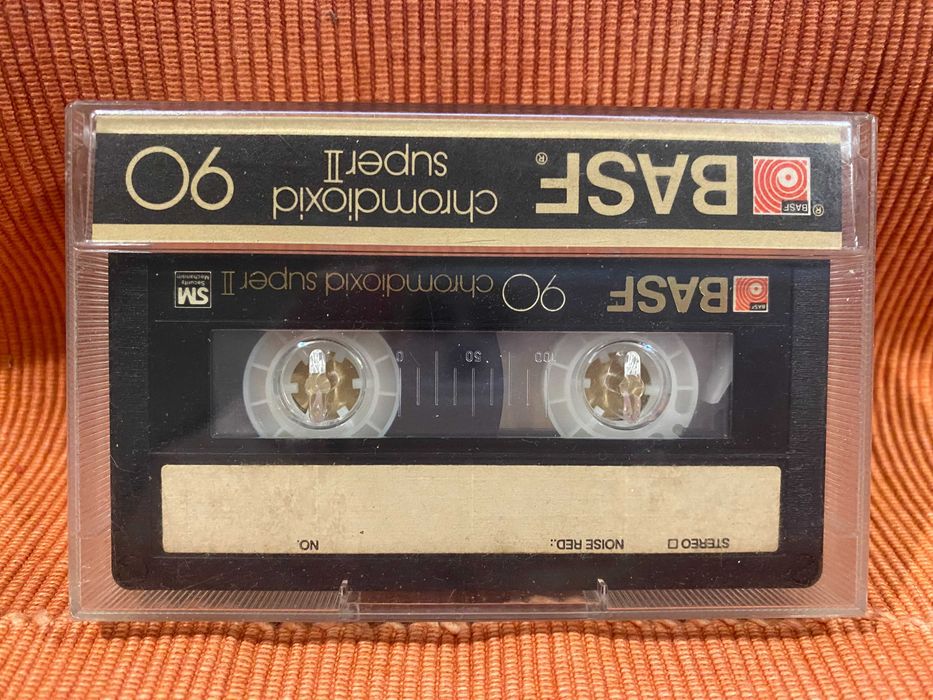 STEREO □ NOISE RED.: NO.
100 50 0
BASF BASF 90 chromdioxid super II SM
Security
Mechanism
BASF ® BASF ® chromdioxid
super II
90